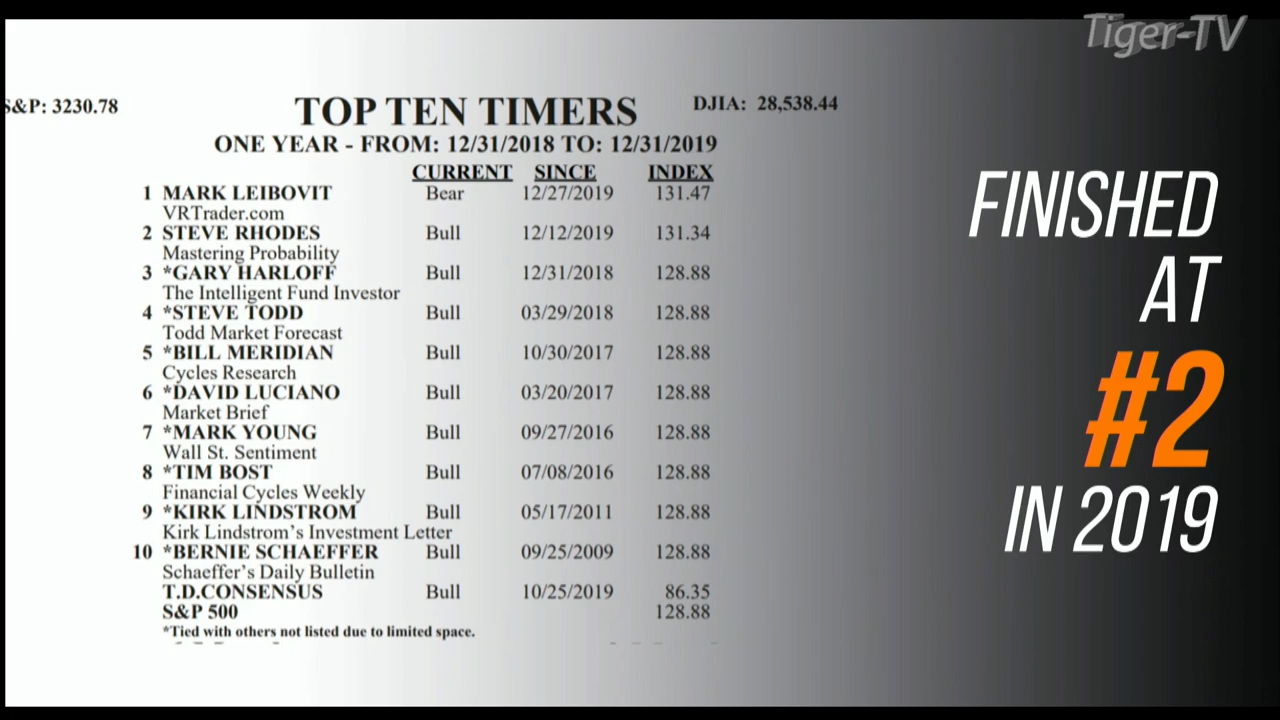 Tiger-TV
S&P: 3230.78
TOP TEN TIMERS
DJIA: 28,538.44
ONE YEAR - FROM: 12/31/2018 TO: 12/31/2019
CURRENT SINCE INDEX
1 MARK LEIBOVIT Bear 12/27/2019 131.47
VRTrader.com
2 STEVE RHODES Bull 12/12/2019 131.34
Mastering Probability
3 *GARY HARLOFF Bull 12/31/2018 128.88
The Intelligent Fund Investor
4 *STEVE TODD Bull 03/29/2018 128.88
Todd Market Forecast
5 *BILL MERIDIAN Bull 10/30/2017 128.88
Cycles Research
6 *DAVID LUCIANO Bull 03/20/2017 128.88
Market Brief
7 *MARK YOUNG Bull 09/27/2016 128.88
Wall St. Sentiment
8 *TIM BOST Bull 07/08/2016 128.88
Financial Cycles Weekly
9 *KIRK LINDSTROM Bull 05/17/2011 128.88
Kirk Lindstrom's Investment Letter
10 *BERNIE SCHAEFFER Bull 09/25/2009 128.88
Schaeffer's Daily Bulletin
T.D.CONSENSUS Bull 10/25/2019 86.35
S&P 500 128.88
*Tied with others not listed due to limited space.
FINISHED
AT
#2
IN 2019